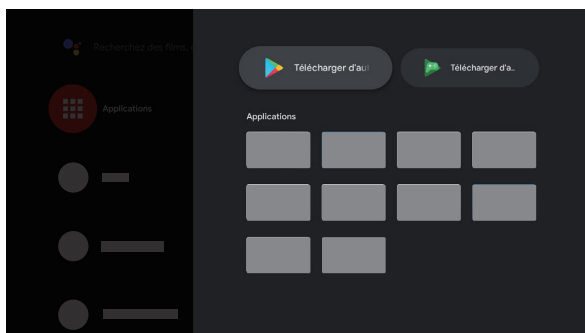 Recherchez des films,
Télécharger d'au
Télécharger d'a..
Applications
Applications